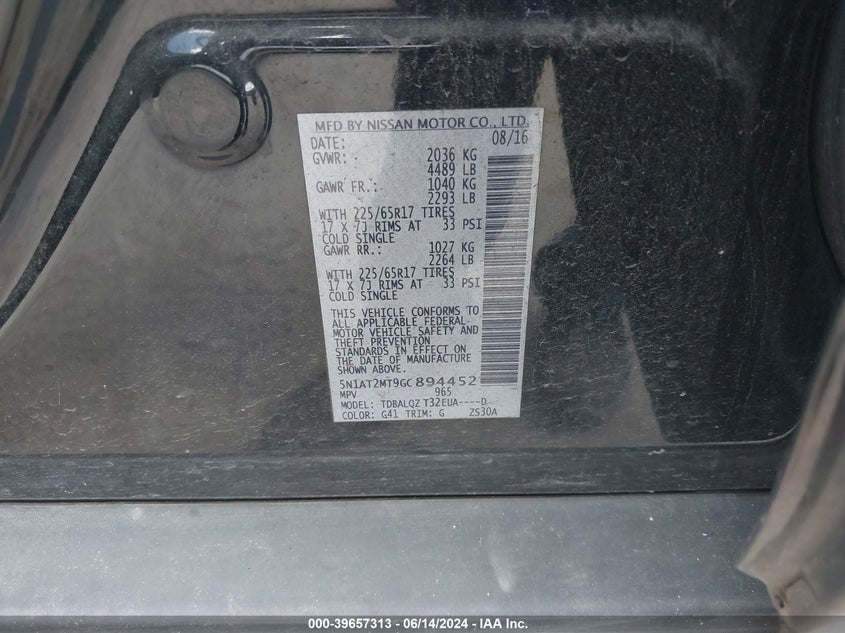 MFD BY NISSAN MOTOR CO., LTD.
DATE: 08/16
GVWR: 2036 KG
4489 LB
GAWR FR.: 1040 KG
2293 LB
WITH 225/65R17 TIRES
17 X 7J RIMS AT 33 PSI
COLD SINGLE
GAWR RR.: 1027 KG
2264 LB
WITH 225/65R17 TIRES
17 X 7J RIMS AT 33 PSI
COLD SINGLE
THIS VEHICLE CONFORMS TO
ALL APPLICABLE FEDERAL
MOTOR VEHICLE SAFETY AND
THEFT PREVENTION
STANDARDS IN EFFECT ON
THE DATE OF MANUFACTURE
SHOWN ABOVE.
5N1AT2MT9GC894452
MPV 965
MODEL: TDBALQZ T32EUA----D
COLOR: G41 TRIM: G ZS30A
000-39657313 - 06/14/2024 - IAA Inc.